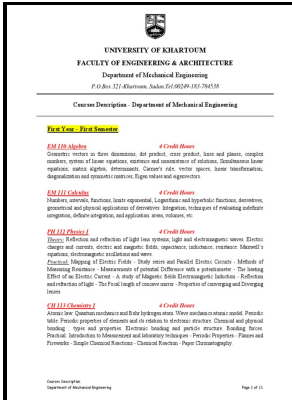 UNIVERSITY OF KHARTOUM
FACULTY OF ENGINEERING & ARCHITECTURE
Department of Mechanical Engineering
P.O.Box 321-Khartoum, Sudan.Tel:00249-183-784558
Courses Description - Department of Mechanical Engineering
First Year - First Semester
EM 110 Algebra 4 Credit Hours
Geometric vectors in three dimensions, dot product, cross product, lines and planes, complex
numbers, system of linear equations, existence and nonexistence of solutions, Simultaneous linear
equations, matrix algebra, determinants, Carmer's rule, vector spaces, linear transformation,
diagonalization and symmetric matrices, Eigen values and eigenvectors
EM 111 Calculus 4 Credit Hours
Numbers, intervals, functions, limits exponential, Logarithmic and hyperbolic functions, derivatives,
geometrical and physical applications of derivatives. Integration, techniques of evaluating indefinite
integration, definite integration, and application: areas, volumes, etc.
PH 112 Physics I 4 Credit Hours
Theory: Reflection and refraction of light lens systems, light and electromagnetic waves. Electric
charges and currents, electric and magnetic fields, capacitance, inductance, resistance. Maxwell's
equations, electromagnetic oscillations and wave.
Practical: Mapping of Electric Fields - Study series and Parallel Electric Circuits - Methods of
Measuring Resistance - Measurements of potential Difference with a potentiometer - The heating
Effect of an Electric Current - A study of Magnetic fields Electromagnetic Induction - Reflection
and refraction of light - The Focal length of concave mirror - Properties of converging and Diverging
lenses.
CH 113 Chemistry I 4 Credit Hours
Atomic law. Quantum mechanics and Bohr hydrogen atom. Wave mechanics atomic model. Periodic
table. Periodic properties of elements and its relation to electronic structure. Chemical and physical
bonding : types and properties. Electronic bonding and particle structure. Bonding forces.
Practical: Introduction to Measurement and laboratory techniques - Periodic Properties - Flames and
Fireworks - Simple Chemical Reactions - Chemical Reaction - Paper Chromatography.
Courses Description
Department of Mechanical Engineering Page 1 of 11